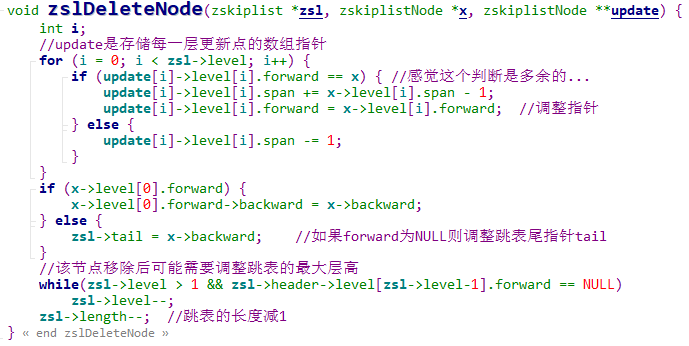 void zslDeleteNode(zskiplist *zsl, zskiplistNode *x, zskiplistNode **update) {
    int i;
    //update是存储每一层更新点的数组指针
    for (i = 0; i < zsl->level; i++) {
        if (update[i]->level[i].forward == x) { //感觉这个判断是多余的...
            update[i]->level[i].span += x->level[i].span - 1;
            update[i]->level[i].forward = x->level[i].forward;  //调整指针
        } else {
            update[i]->level[i].span -= 1;
        }
    }
    if (x->level[0].forward) {
        x->level[0].forward->backward = x->backward;
    } else {
        zsl->tail = x->backward;    //如果forward为NULL则调整跳表尾指针tail
    }
    //该节点移除后可能需要调整跳表的最大层高
    while(zsl->level > 1 && zsl->header->level[zsl->level-1].forward == NULL)
        zsl->level--;
    zsl->length--;  //跳表的长度减1
} « end zslDeleteNode »